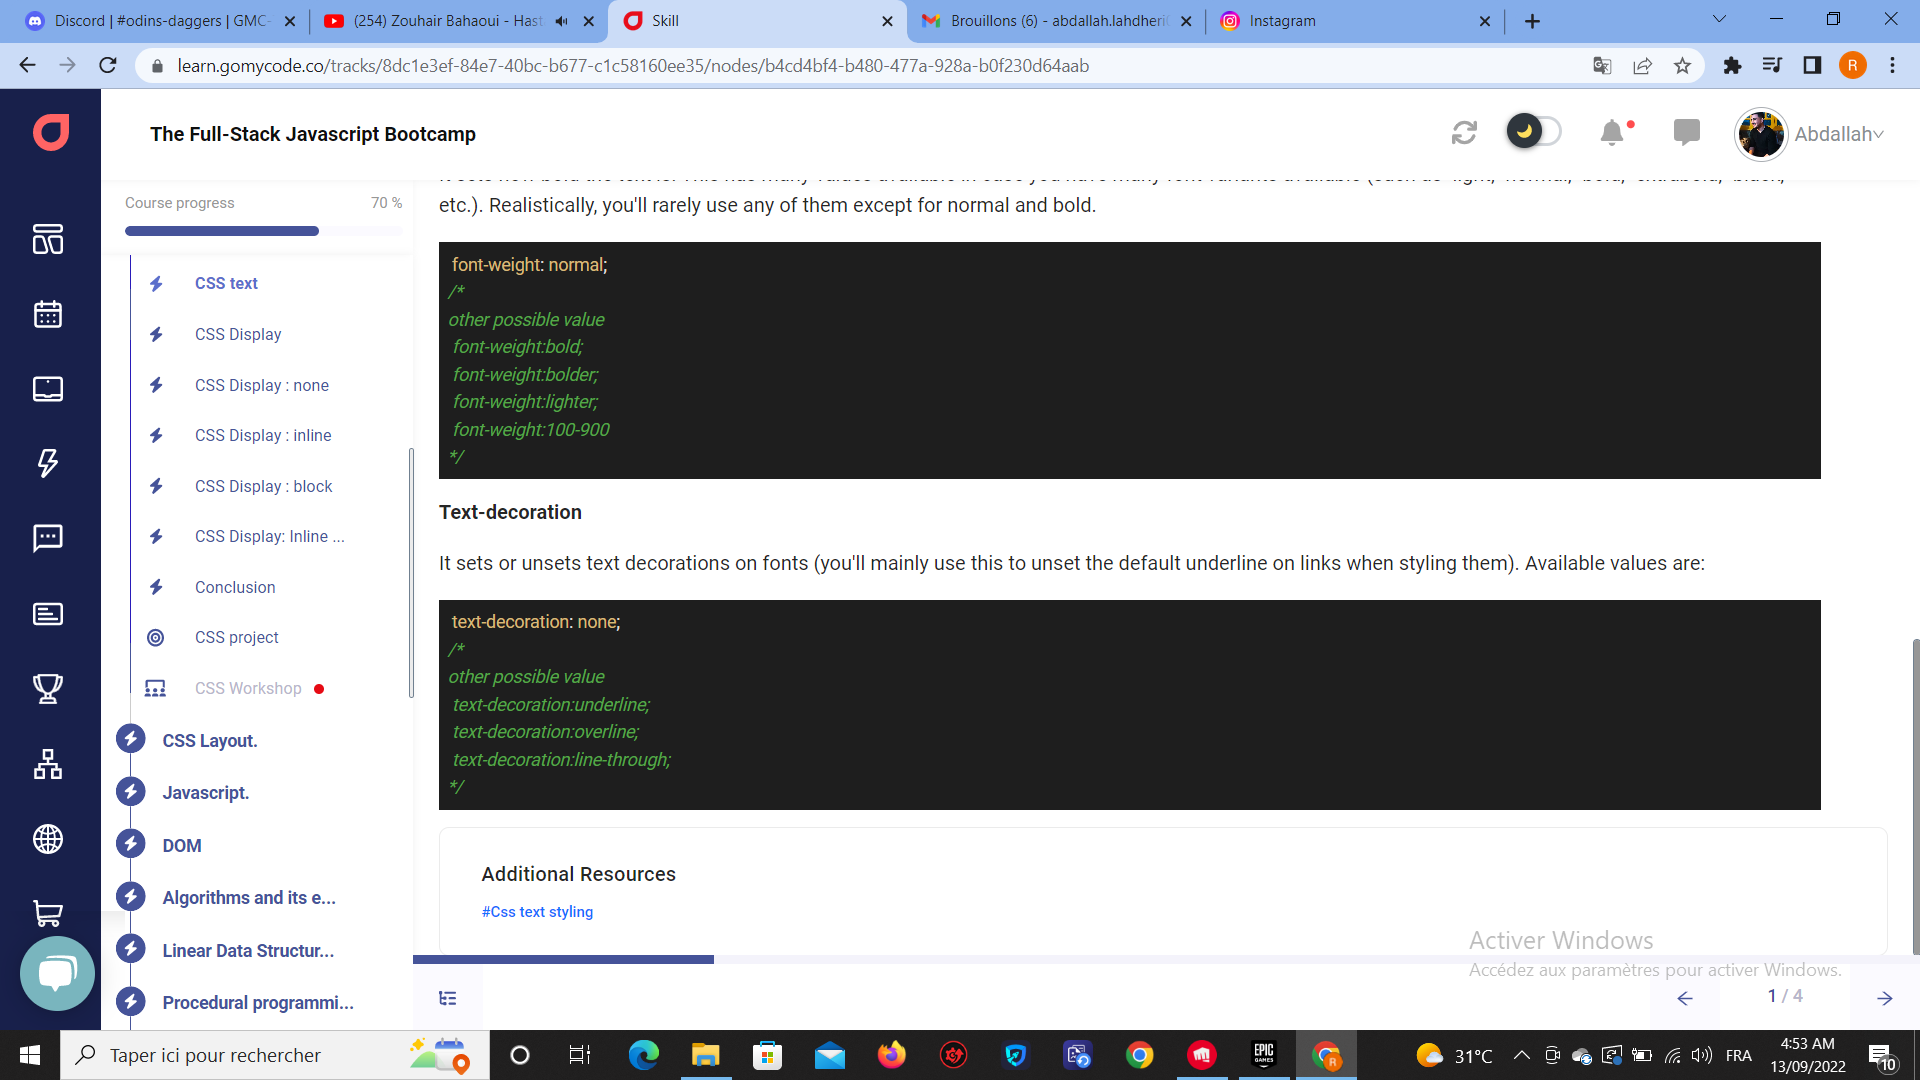 Discord | #odins-daggers | GMC-
(254) Zouhair Bahaoui - Hast
Skill
Brouillons (6) - abdallah.lahdheri
Instagram
learn.gomycode.co/tracks/8dc1e3ef-84e7-40bc-b677-c1c58160ee35/nodes/b4cd4bf4-b480-477a-928a-b0f230d64aab
R
The Full-Stack Javascript Bootcamp
Abdallah
Course progress
70 %
CSS text
CSS Display
CSS Display : none
CSS Display : inline
CSS Display : block
CSS Display: Inline ...
Conclusion
CSS project
CSS Workshop
CSS Layout.
Javascript.
DOM
Algorithms and its e...
Linear Data Structur...
Procedural programmi...
etc.). Realistically, you'll rarely use any of them except for normal and bold.
font-weight: normal;
/*
other possible value
font-weight:bold;
font-weight:bolder;
font-weight:lighter;
font-weight:100-900
*/
Text-decoration
It sets or unsets text decorations on fonts (you'll mainly use this to unset the default underline on links when styling them). Available values are:
text-decoration: none;
/*
other possible value
text-decoration:underline;
text-decoration:overline;
text-decoration:line-through;
*/
Additional Resources
#Css text styling
Activer Windows
Accédez aux paramètres pour activer Windows.
1 / 4
Taper ici pour rechercher
EPIC
GAMES
R
31°C
FRA
4:53 AM
13/09/2022
10